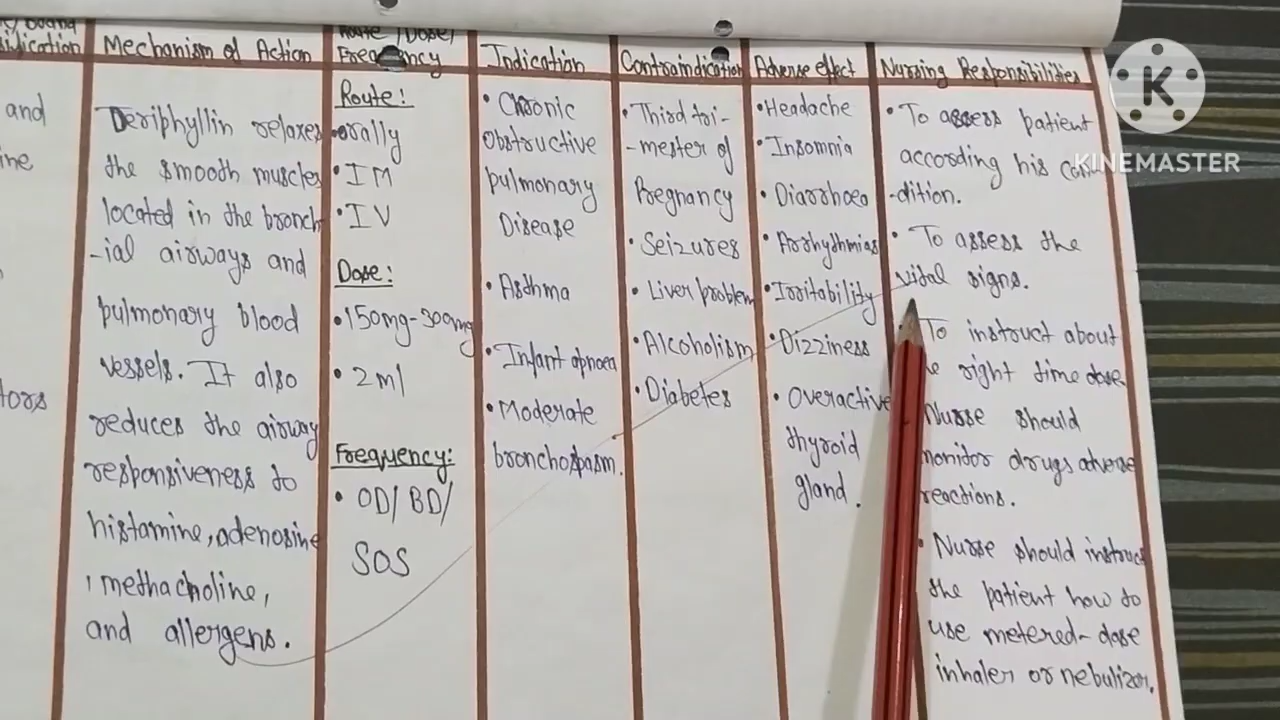 sification
and
ine
tors
Mechanism of Action
Deriphyllin relaxes
the smooth muscles
located in the bronch
-ial airways and
pulmonary blood
vessels. It also
reduces the airway
responsiveness to
histamine, adenosine
, methacholine,
and allergens.
Route/Dose/
Frequency
Route:
• orally
• IM
• IV
Dose:
• 150mg-300mg
• 2ml
Frequency:
• OD/ BD/
SOS
Indication
• Chronic
Obstructive
pulmonary
Disease
• Asthma
• Infant apnoea
• Moderate
bronchospasm.
Contraindication
• Third tri-
-mester of
Pregnancy
• Seizures
• Liver problem
• Alcoholism
• Diabetes
Adverse effect
• Headache
• Insomnia
• Diarrhoea
• Arrhythmias
• Irritability
• Dizziness
• Overactive
thyroid
gland.
Nursing Responsibilities
• To assess patient
according his con
-dition.
• To assess the
vital signs.
To instruct about
right time dose
Nurse should
monitor drugs adverse
reactions.
• Nurse should instruct
the patient how to
use metered-dose
inhaler or nebulizer.
K
KINEMASTER